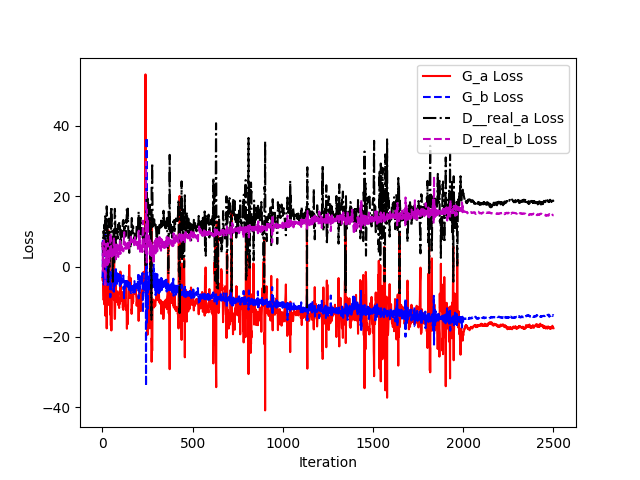 G_a Loss
G_b Loss
D__real_a Loss
D_real_b Loss
40
20
0
−20
−40
Loss
0
500
1000
1500
2000
2500
Iteration